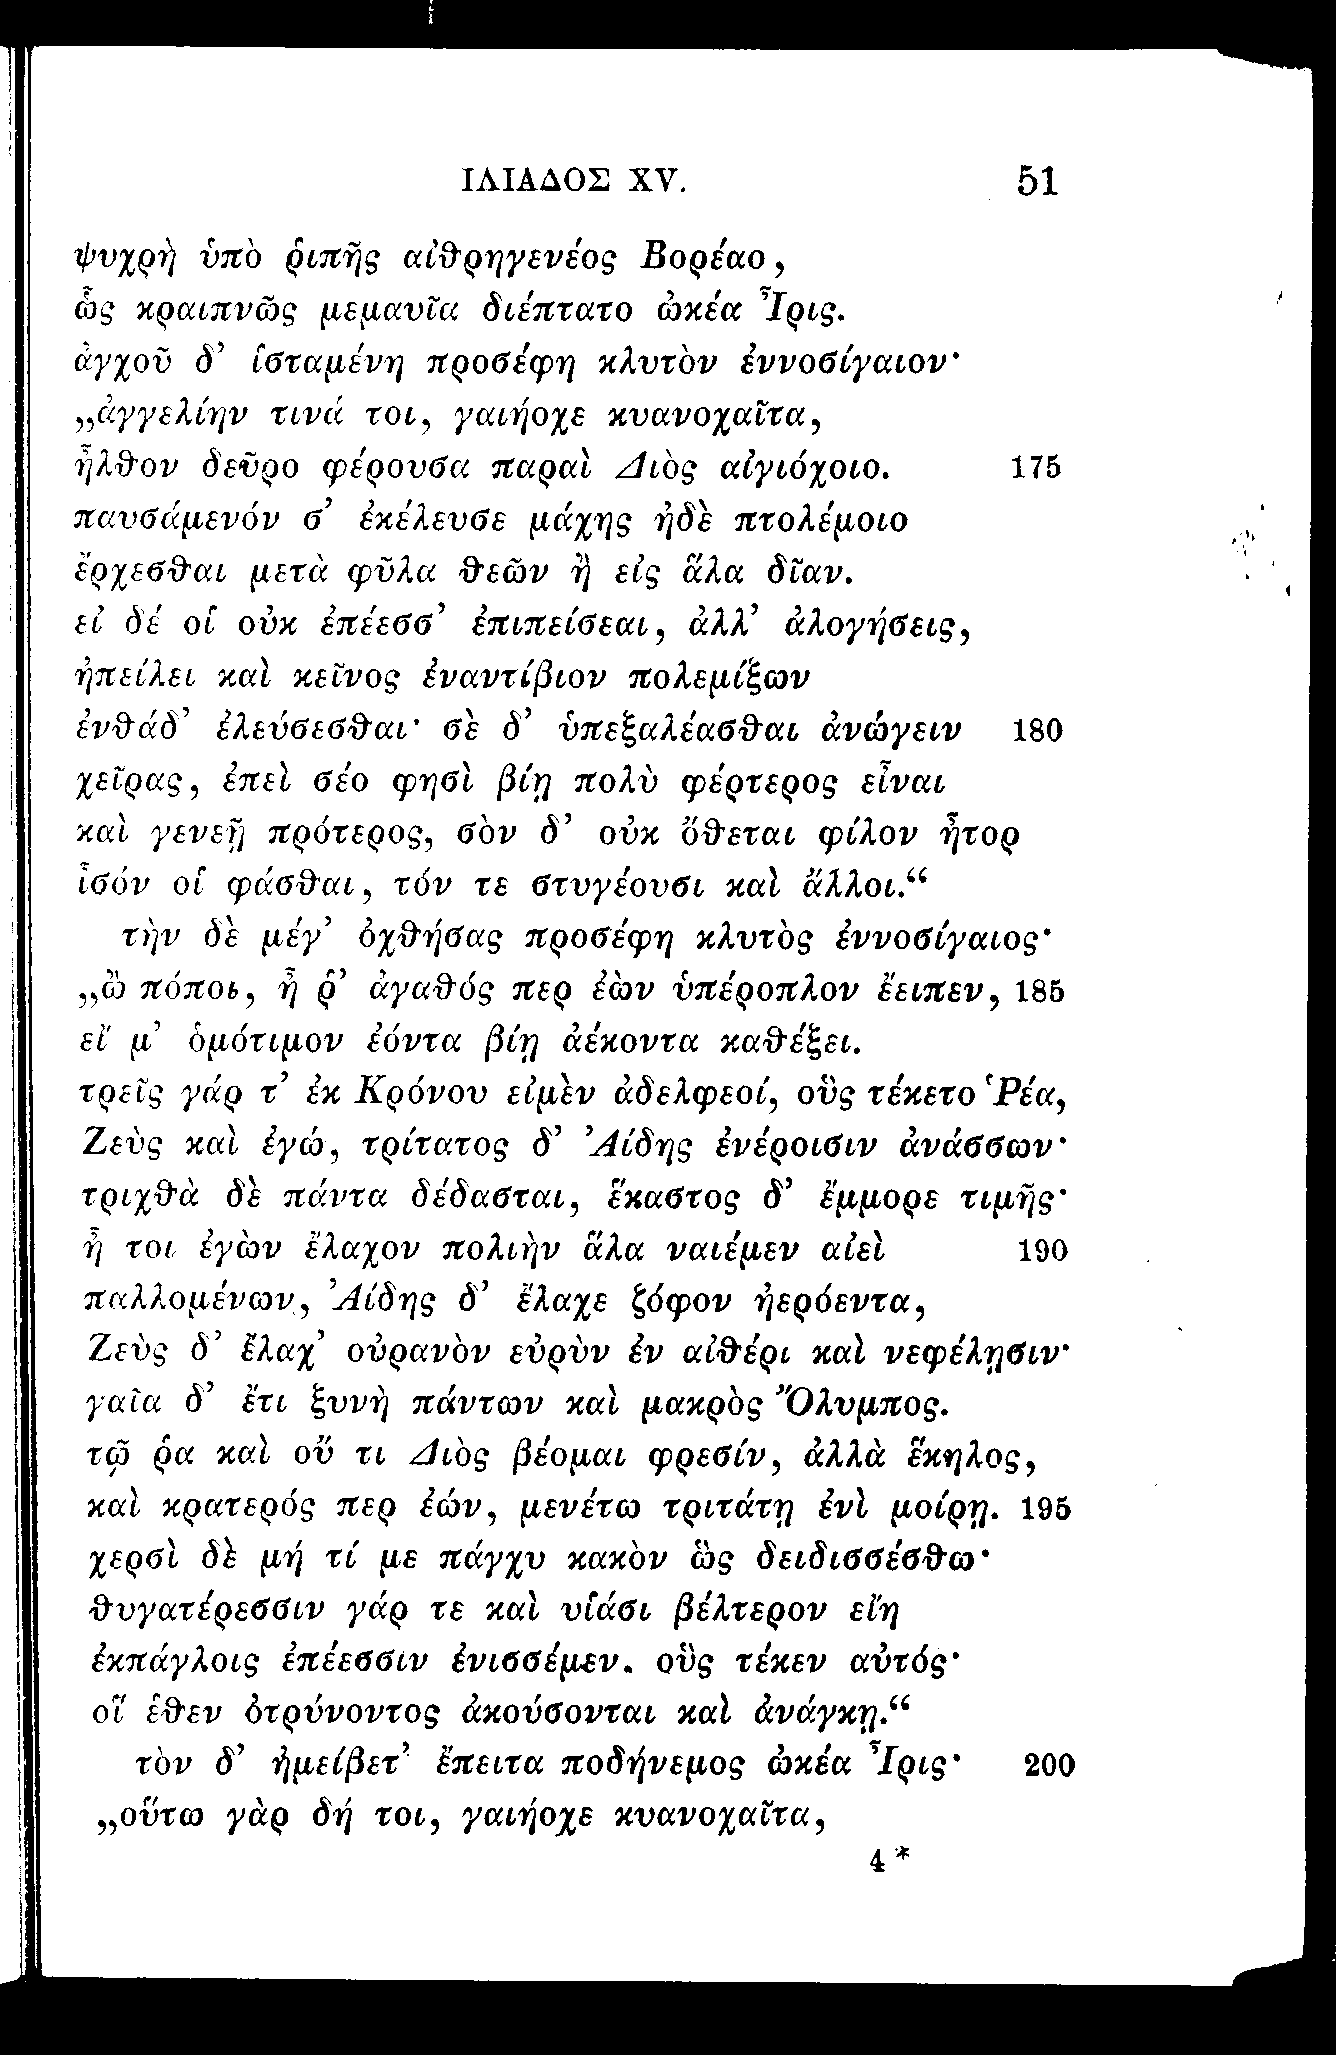 ΙΛΙΑΔΟΣ XV. 51
ψυχρὴ ὑπὸ ῥιπῆς αἰθρηγενέος Βορέαο,
ὣς κραιπνῶς μεμαυῖα διέπτατο ὠκέα Ἶρις.
ἀγχοῦ δ’ ἱσταμένη προσέφη κλυτὸν ἐννοσίγαιον·
„ἀγγελίην τινά τοι, γαιήοχε κυανοχαῖτα,
ἦλθον δεῦρο φέρουσα παραὶ Διὸς αἰγιόχοιο. 175
παυσάμενόν σ’ ἐκέλευσε μάχης ἠδὲ πτολέμοιο
ἔρχεσθαι μετὰ φῦλα θεῶν ἢ εἰς ἅλα δῖαν.
εἰ δέ οἱ οὐκ ἐπέεσσ’ ἐπιπείσεαι, ἀλλ’ ἀλογήσεις,
ἠπείλει καὶ κεῖνος ἐναντίβιον πολεμίξων
ἐνθάδ’ ἐλεύσεσθαι· σὲ δ’ ὑπεξαλέασθαι ἀνώγειν 180
χεῖρας, ἐπεὶ σέο φησὶ βίῃ πολὺ φέρτερος εἶναι
καὶ γενεῇ πρότερος, σὸν δ’ οὐκ ὄθεται φίλον ἦτορ
ἶσόν οἱ φάσθαι, τόν τε στυγέουσι καὶ ἄλλοι.“
τὴν δὲ μέγ’ ὀχθήσας προσέφη κλυτὸς ἐννοσίγαιος·
„ὢ πόποι, ἦ ῥ’ ἀγαθός περ ἐὼν ὑπέροπλον ἔειπεν, 185
εἴ μ’ ὁμότιμον ἐόντα βίῃ ἀέκοντα καθέξει.
τρεῖς γάρ τ’ ἐκ Κρόνου εἰμὲν ἀδελφεοί, οὓς τέκετο Ῥέα,
Ζεὺς καὶ ἐγώ, τρίτατος δ’ Ἀίδης ἐνέροισιν ἀνάσσων·
τριχθὰ δὲ πάντα δέδασται, ἕκαστος δ’ ἔμμορε τιμῆς·
ἦ τοι ἐγὼν ἔλαχον πολιὴν ἅλα ναιέμεν αἰεὶ 190
παλλομένων, Ἀίδης δ’ ἔλαχε ζόφον ἠερόεντα,
Ζεὺς δ’ ἔλαχ’ οὐρανὸν εὐρὺν ἐν αἰθέρι καὶ νεφέλῃσιν·
γαῖα δ’ ἔτι ξυνὴ πάντων καὶ μακρὸς Ὄλυμπος.
τῷ ῥα καὶ οὔ τι Διὸς βέομαι φρεσίν, ἀλλὰ ἕκηλος,
καὶ κρατερός περ ἐών, μενέτω τριτάτῃ ἐνὶ μοίρῃ. 195
χερσὶ δὲ μή τί με πάγχυ κακὸν ὣς δειδισσέσθω·
θυγατέρεσσιν γάρ τε καὶ υἱάσι βέλτερον εἴη
ἐκπάγλοις ἐπέεσσιν ἐνισσέμεν. οὓς τέκεν αὐτός·
οἵ ἕθεν ὀτρύνοντος ἀκούσονται καὶ ἀνάγκῃ.“
τὸν δ’ ἠμείβετ’ ἔπειτα ποδήνεμος ὠκέα Ἶρις· 200
„οὕτω γὰρ δή τοι, γαιήοχε κυανοχαῖτα,
4*